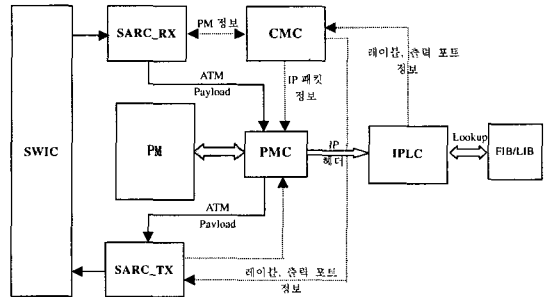 SARC_RX
PM 정보
CMC
레이블, 출력 포트
정보
ATM
Payload
IP 패킷
정보
SWIC
PM
PMC
IP
헤더
IPLC
Lookup
FIB/LIB
ATM
Payload
SARC_TX
레이블, 출력 포트
정보